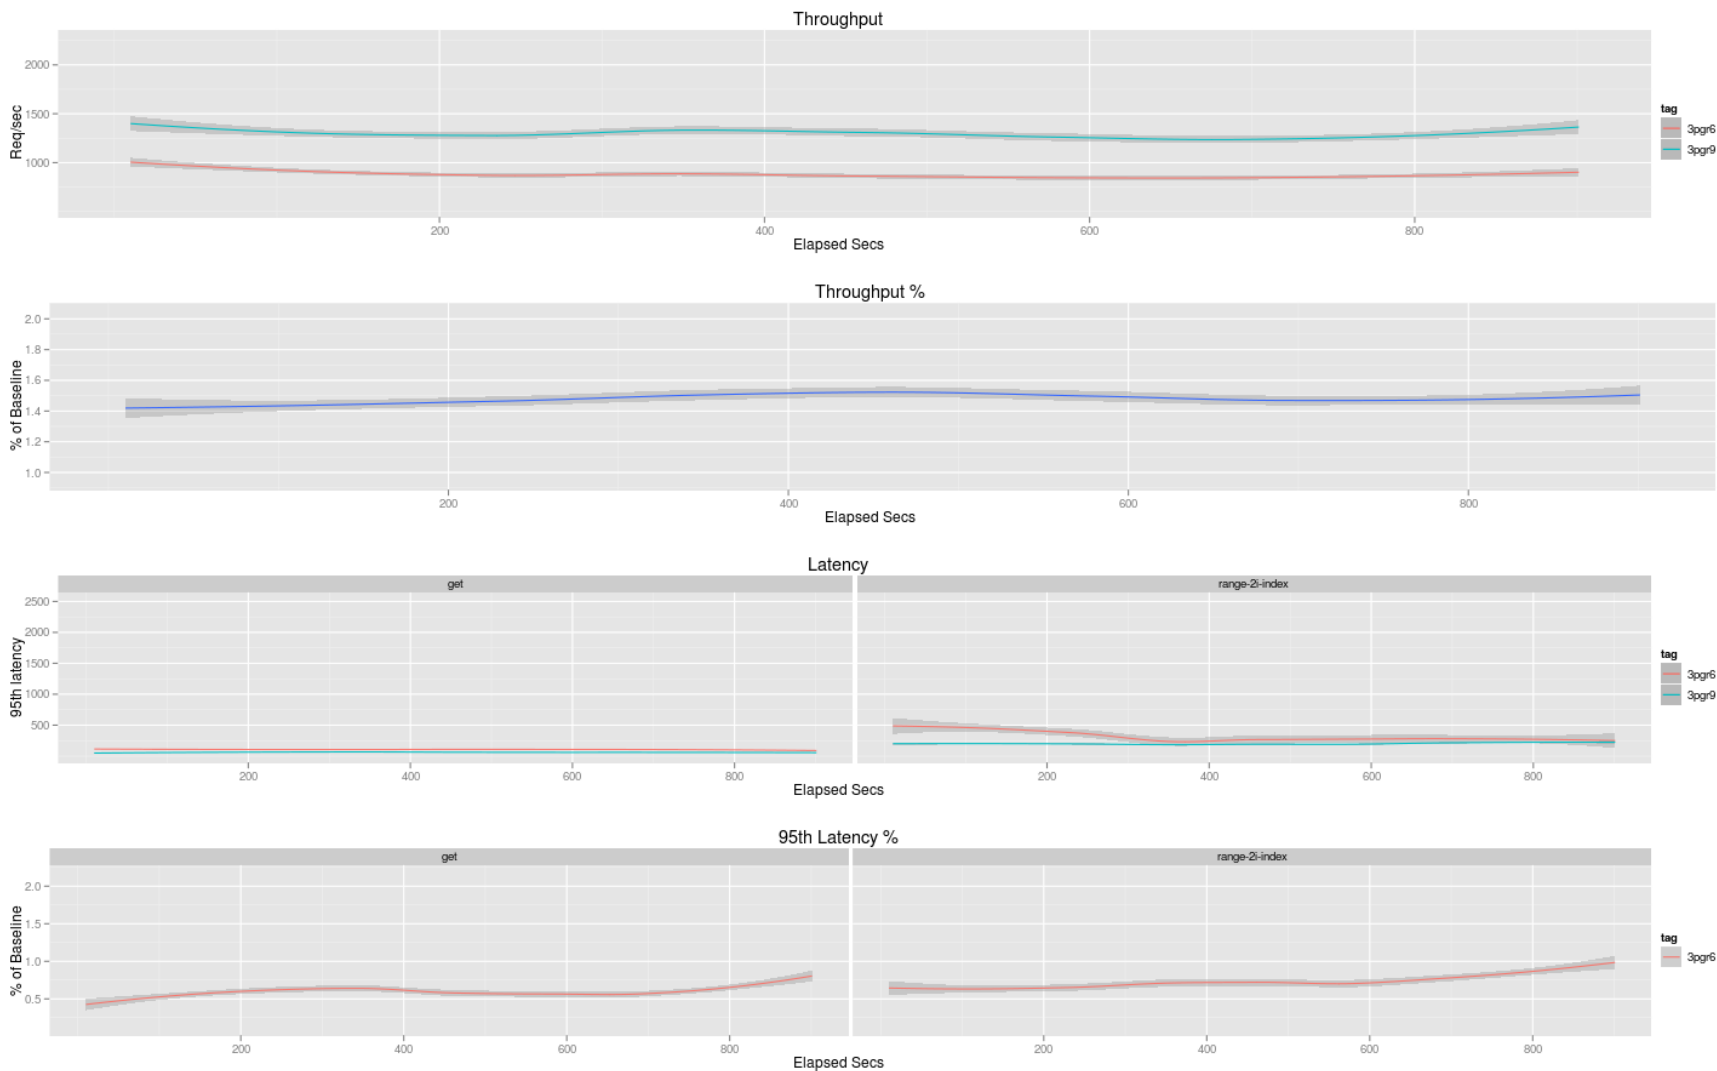 Throughput
Req/sec
2000
1500
1000
200 400 600 800
Elapsed Secs
tag
3pgr6
3pgr9
Throughput %
% of Baseline
2.0
1.8
1.6
1.4
1.2
1.0
200 400 600 800
Elapsed Secs
Latency
get range-2i-index
95th latency
2500
2000
1500
1000
500
200 400 600 800 200 400 600 800
Elapsed Secs
tag
3pgr6
3pgr9
95th Latency %
get range-2i-index
% of Baseline
2.0
1.5
1.0
0.5
200 400 600 800 200 400 600 800
Elapsed Secs
tag
3pgr6